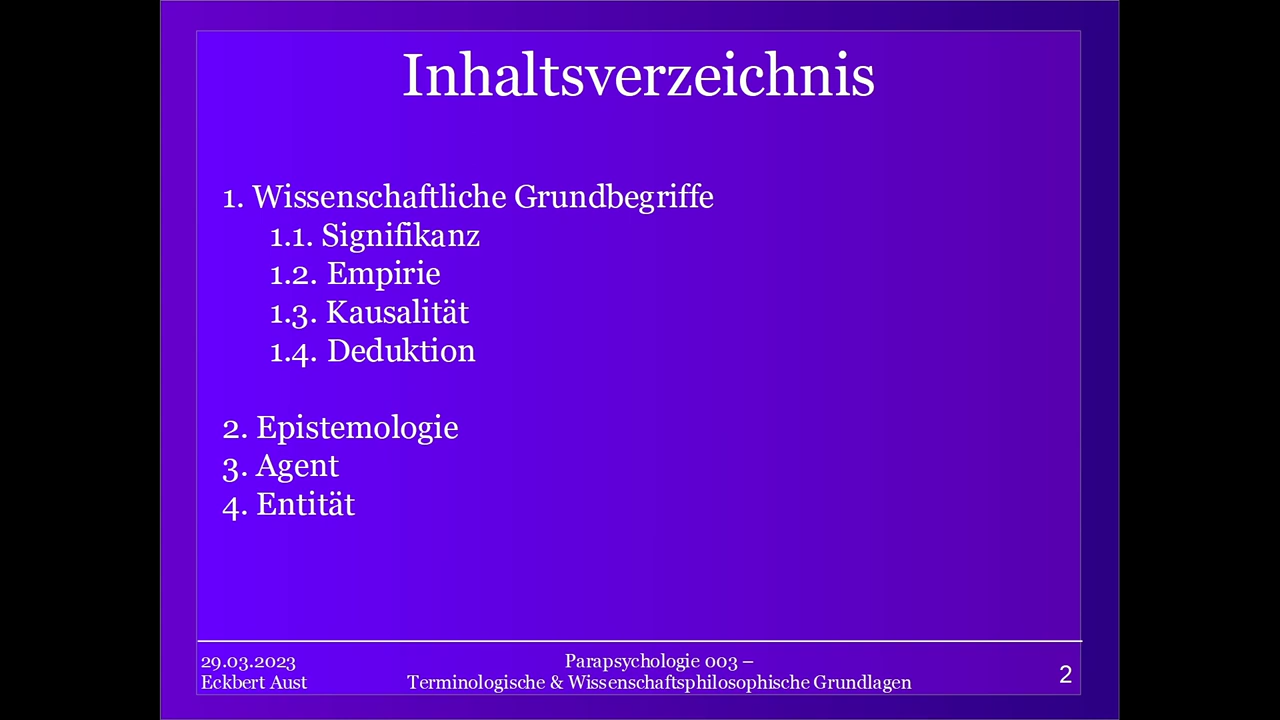 Inhaltsverzeichnis
1. Wissenschaftliche Grundbegriffe
1.1. Signifikanz
1.2. Empirie
1.3. Kausalität
1.4. Deduktion
2. Epistemologie
3. Agent
4. Entität
29.03.2023
Eckbert Aust
Parapsychologie 003 –
Terminologische & Wissenschaftsphilosophische Grundlagen
2